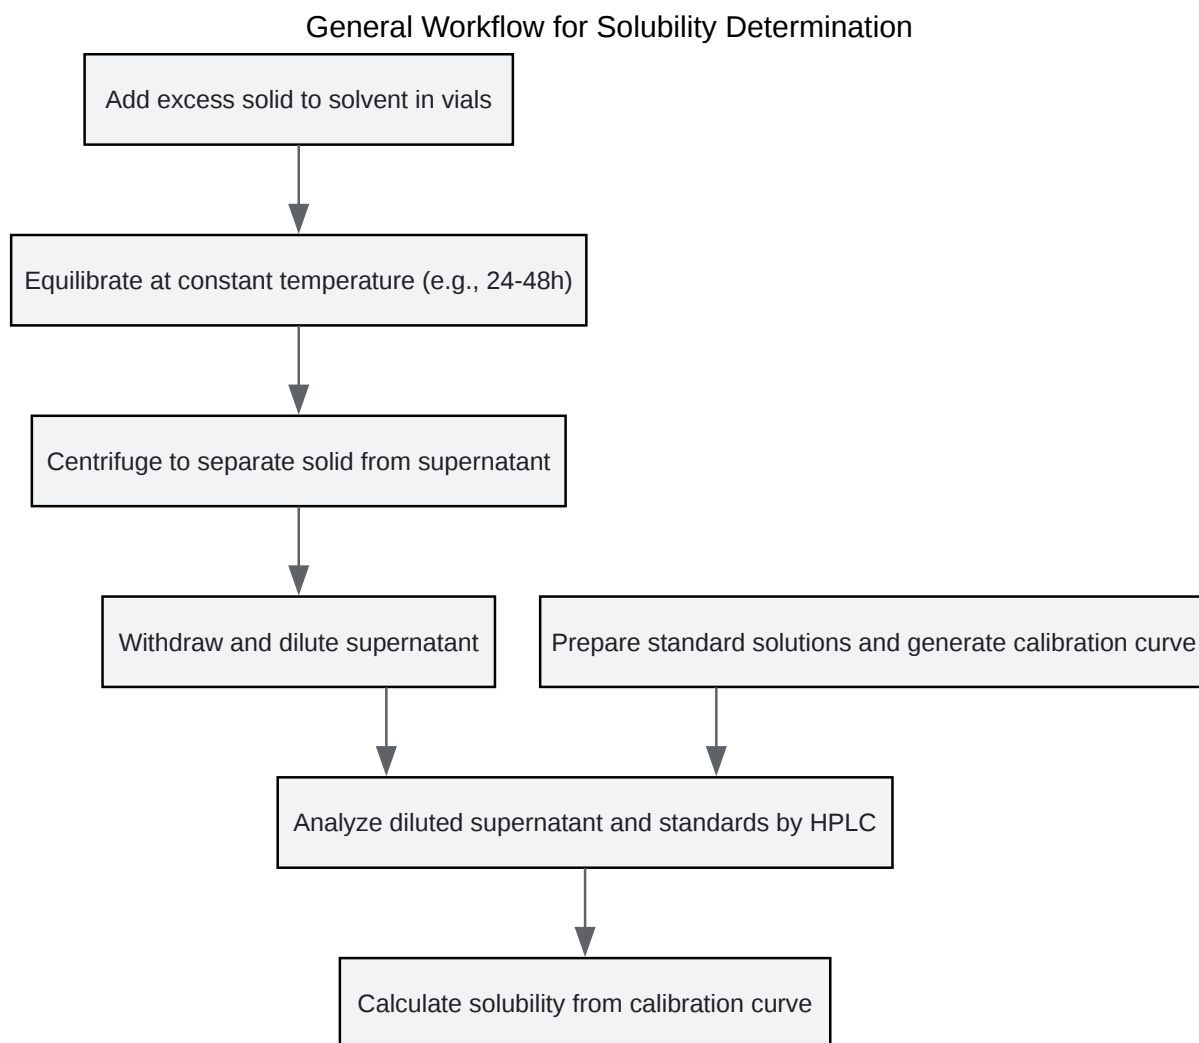 General Workflow for Solubility Determination
Add excess solid to solvent in vials
Equilibrate at constant temperature (e.g., 24-48h)
Centrifuge to separate solid from supernatant
Withdraw and dilute supernatant
Prepare standard solutions and generate calibration curve
Analyze diluted supernatant and standards by HPLC
Calculate solubility from calibration curve